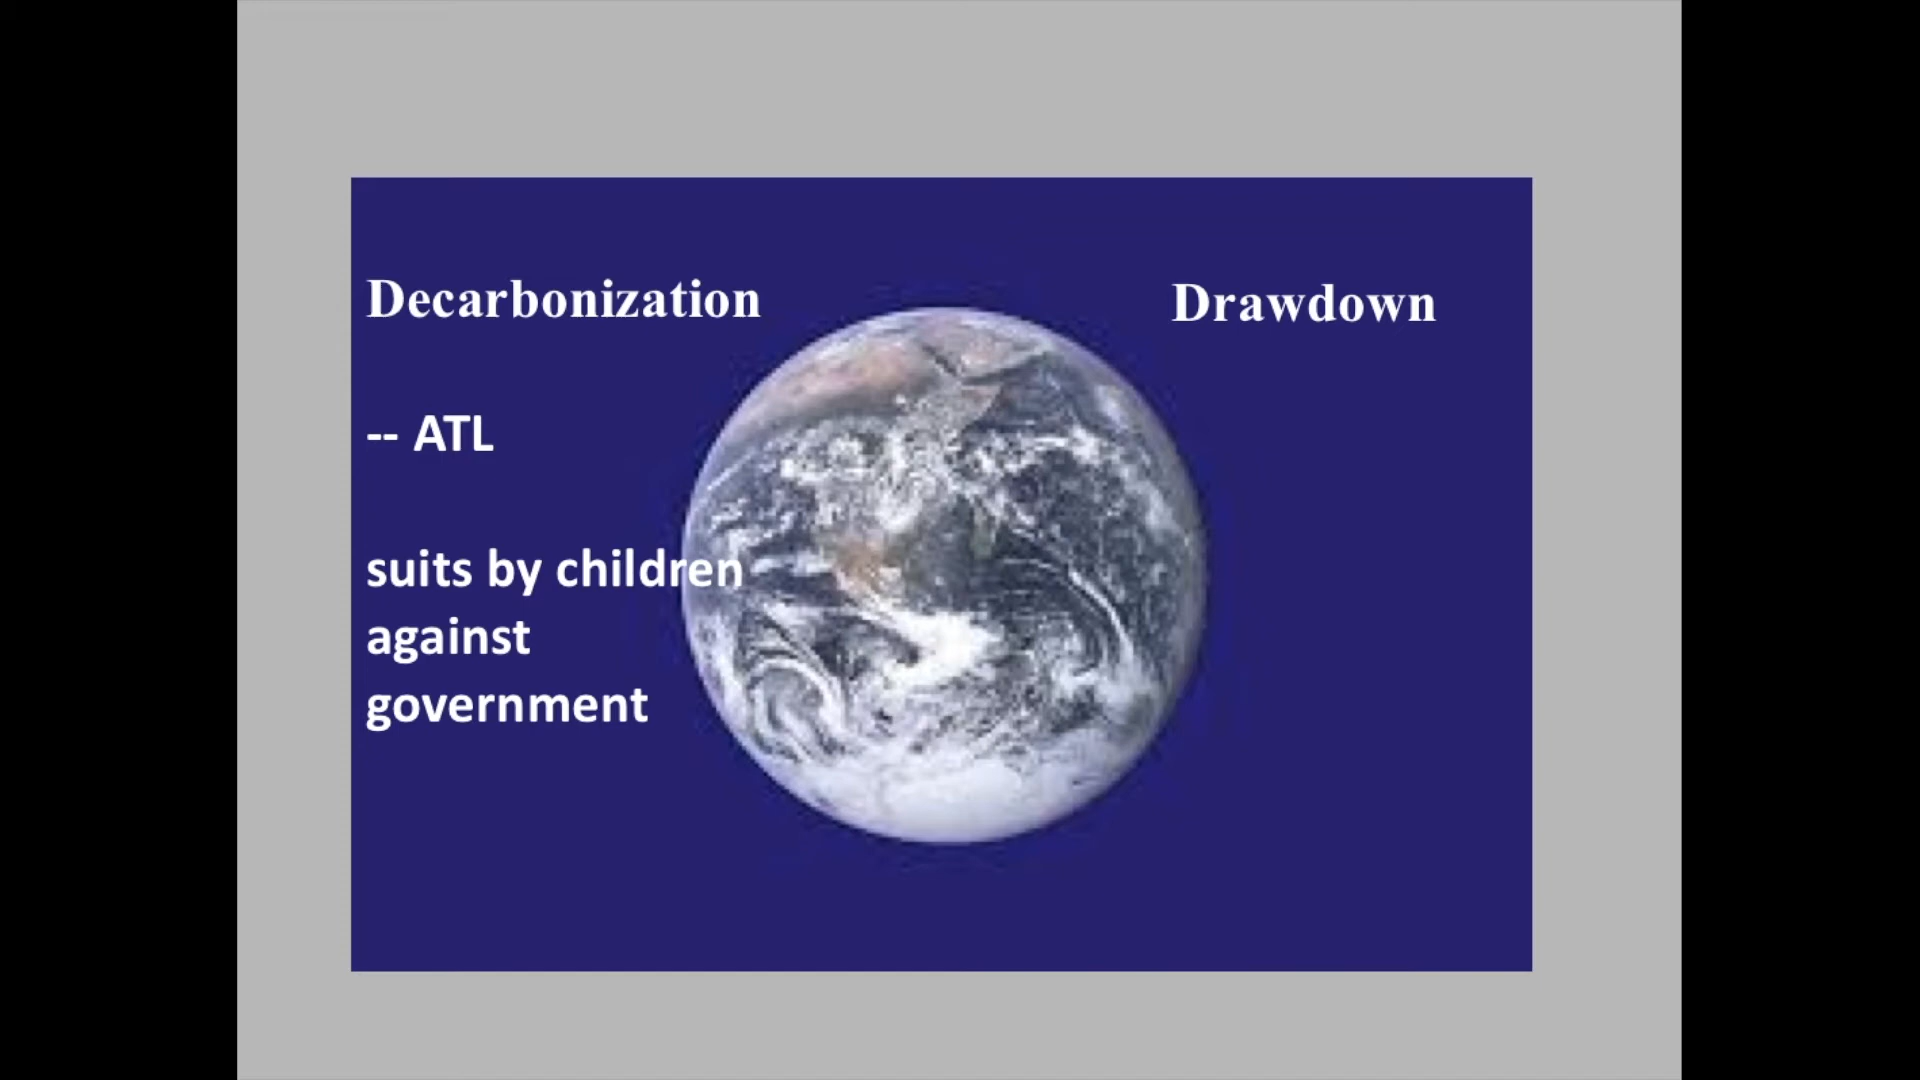 Decarbonization
Drawdown
-- ATL
suits by children
against
government